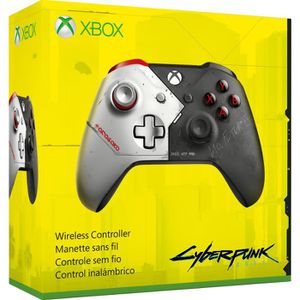 XBOX
Wireless Controller
Manette sans fil
Controle sem fio
Control inalámbrico
CYBERPUNK